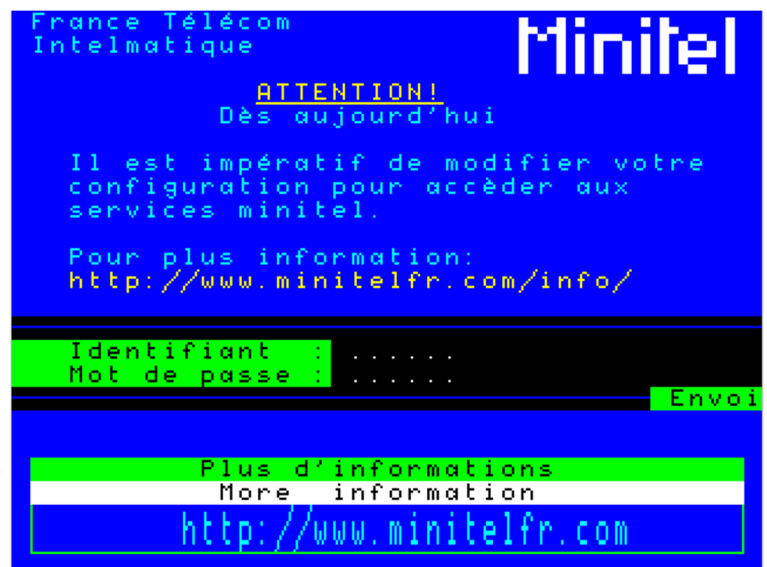 France Télécom
Intelmatique
Minitel
ATTENTION!
Dès aujourd'hui
Il est impératif de modifier votre
configuration pour accèder aux
services minitel.
Pour plus information:
http://www.minitelfr.com/info/
Identifiant : ......
Mot de passe : ......
Envoi
Plus d'informations
More information
http://www.minitelfr.com